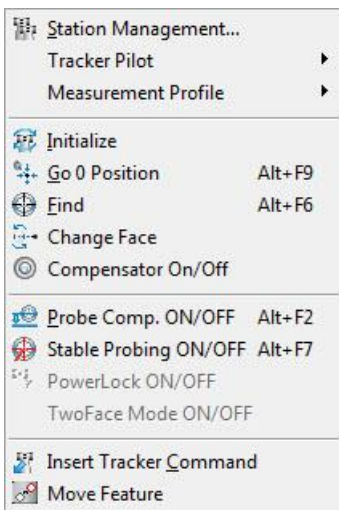 Station Management...
Tracker Pilot
Measurement Profile
Initialize
Go 0 Position Alt+F9
Find Alt+F6
Change Face
Compensator On/Off
Probe Comp. ON/OFF Alt+F2
Stable Probing ON/OFF Alt+F7
PowerLock ON/OFF
TwoFace Mode ON/OFF
Insert Tracker Command
Move Feature